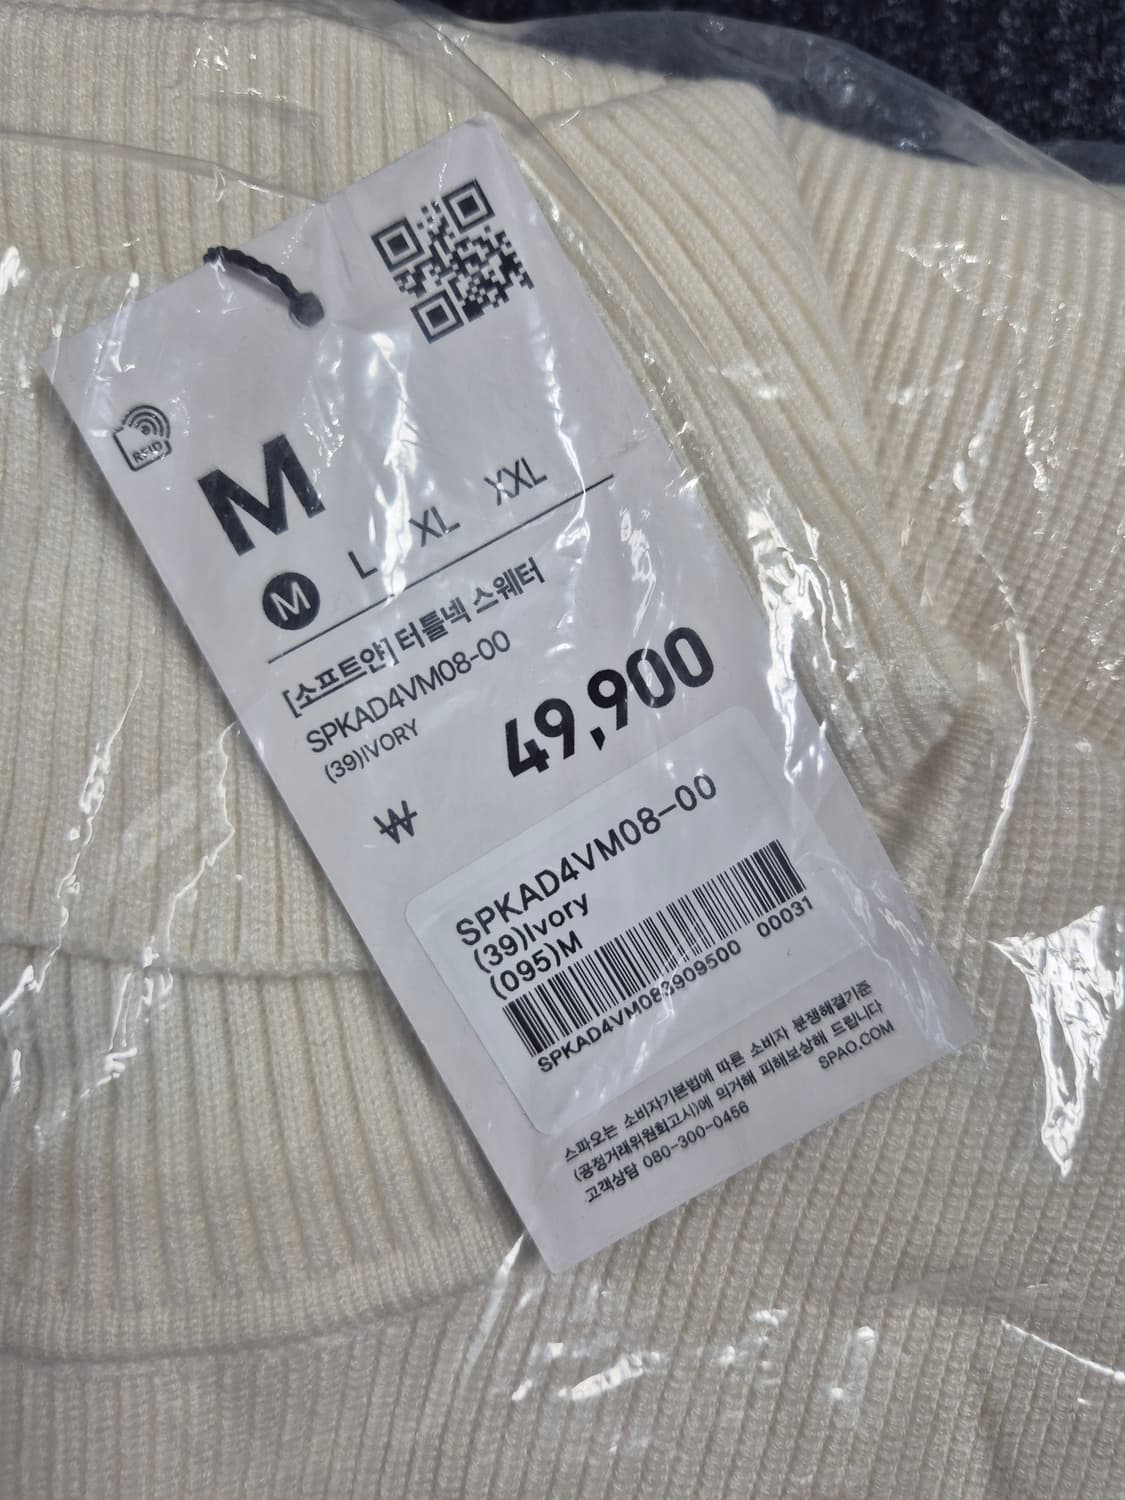 RFID
M
M L XL XXL
[소프트얀] 터틀넥 스웨터
SPKAD4VM08-00
(39)IVORY
₩ 49,900
SPKAD4VM08-00
(39)Ivory
(095)M
SPKAD4VM083909500 00031
스파오는 소비자기본법에 따른 소비자 분쟁해결기준
(공정거래위원회고시)에 의거해 피해보상해 드립니다
고객상담 080-300-0456 SPAO.COM